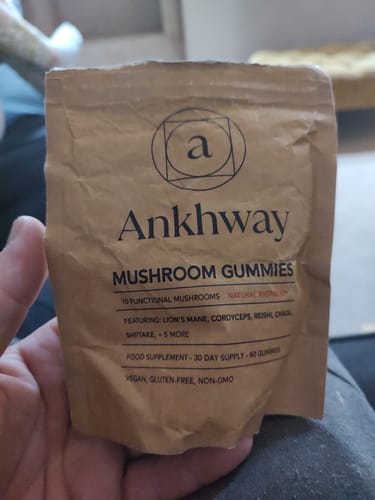 a
Ankhway
MUSHROOM GUMMIES
10 FUNCTIONAL MUSHROOMS NATURAL RASPBERRY
FEATURING: LION'S MANE, CORDYCEPS, REISHI, CHAGA,
SHIITAKE, + 5 MORE
FOOD SUPPLEMENT - 30 DAY SUPPLY - 60 GUMMIES
VEGAN, GLUTEN-FREE, NON-GMO